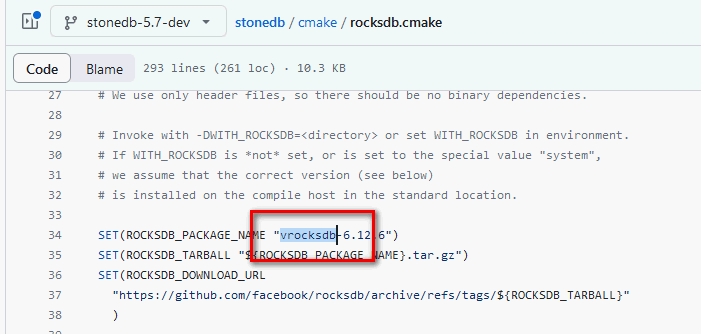 stonedb-5.7-dev
stonedb / cmake / rocksdb.cmake
Code Blame 293 lines (261 loc) · 10.3 KB
27 # We use only header files, so there should be no binary dependencies.
28
29 # Invoke with -DWITH_ROCKSDB=<directory> or set WITH_ROCKSDB in environment.
30 # If WITH_ROCKSDB is *not* set, or is set to the special value "system",
31 # we assume that the correct version (see below)
32 # is installed on the compile host in the standard location.
33
34 SET(ROCKSDB_PACKAGE_NAME "vrocksdb-6.12.6")
35 SET(ROCKSDB_TARBALL "${ROCKSDB_PACKAGE_NAME}.tar.gz")
36 SET(ROCKSDB_DOWNLOAD_URL
37 "https://github.com/facebook/rocksdb/archive/refs/tags/${ROCKSDB_TARBALL}"
38 )
39